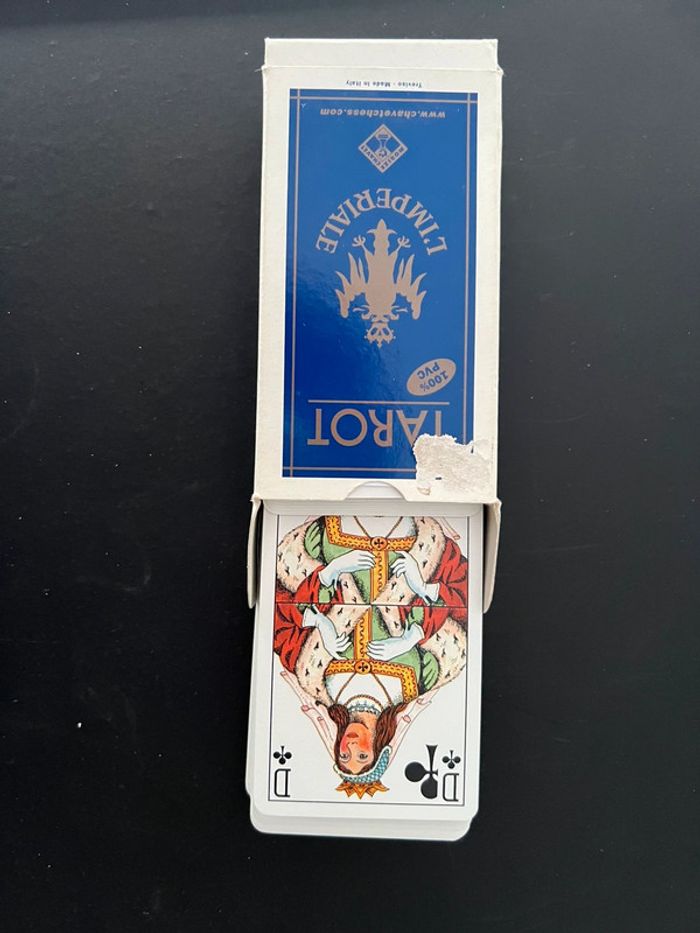 D
D
TAROT
100%
PVC
L'IMPERIALE
www.chavetchess.com
Treviso - Made in Italy